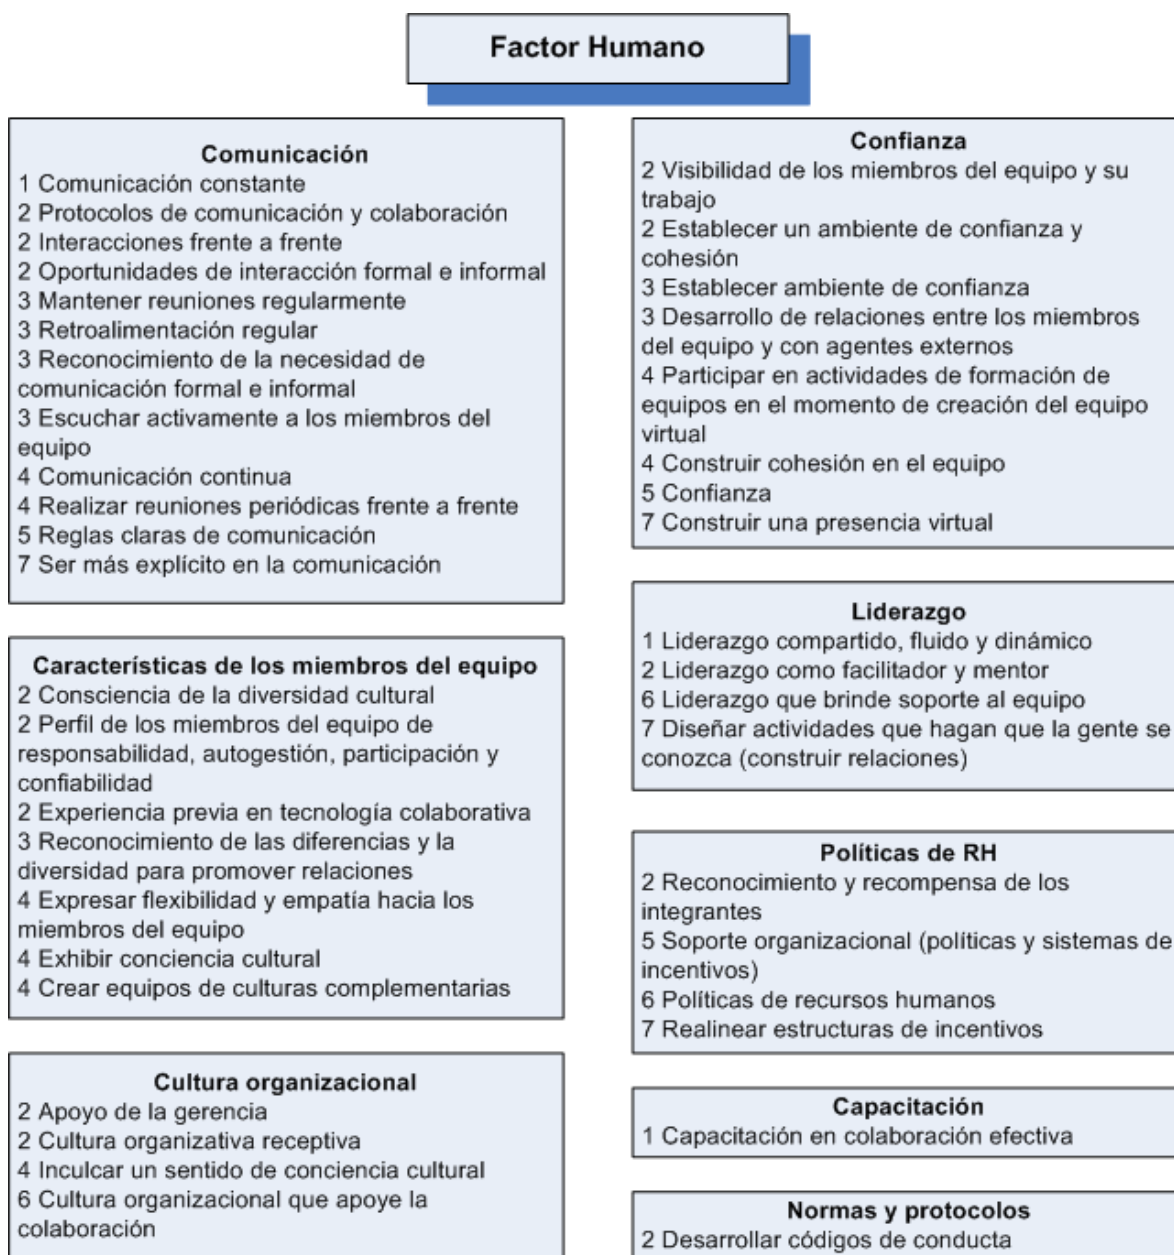 Factor Humano
Comunicación
1 Comunicación constante
2 Protocolos de comunicación y colaboración
2 Interacciones frente a frente
2 Oportunidades de interacción formal e informal
3 Mantener reuniones regularmente
3 Retroalimentación regular
3 Reconocimiento de la necesidad de
comunicación formal e informal
3 Escuchar activamente a los miembros del
equipo
4 Comunicación continua
4 Realizar reuniones periódicas frente a frente
5 Reglas claras de comunicación
7 Ser más explícito en la comunicación
Características de los miembros del equipo
2 Consciencia de la diversidad cultural
2 Perfil de los miembros del equipo de
responsabilidad, autogestión, participación y
confiabilidad
2 Experiencia previa en tecnología colaborativa
3 Reconocimiento de las diferencias y la
diversidad para promover relaciones
4 Expresar flexibilidad y empatía hacia los
miembros del equipo
4 Exhibir conciencia cultural
4 Crear equipos de culturas complementarias
Cultura organizacional
2 Apoyo de la gerencia
2 Cultura organizativa receptiva
4 Inculcar un sentido de conciencia cultural
6 Cultura organizacional que apoye la
colaboración
Confianza
2 Visibilidad de los miembros del equipo y su
trabajo
2 Establecer un ambiente de confianza y
cohesión
3 Establecer ambiente de confianza
3 Desarrollo de relaciones entre los miembros
del equipo y con agentes externos
4 Participar en actividades de formación de
equipos en el momento de creación del equipo
virtual
4 Construir cohesión en el equipo
5 Confianza
7 Construir una presencia virtual
Liderazgo
1 Liderazgo compartido, fluido y dinámico
2 Liderazgo como facilitador y mentor
6 Liderazgo que brinde soporte al equipo
7 Diseñar actividades que hagan que la gente se
conozca (construir relaciones)
Políticas de RH
2 Reconocimiento y recompensa de los
integrantes
5 Soporte organizacional (políticas y sistemas de
incentivos)
6 Políticas de recursos humanos
7 Realinear estructuras de incentivos
Capacitación
1 Capacitación en colaboración efectiva
Normas y protocolos
2 Desarrollar códigos de conducta